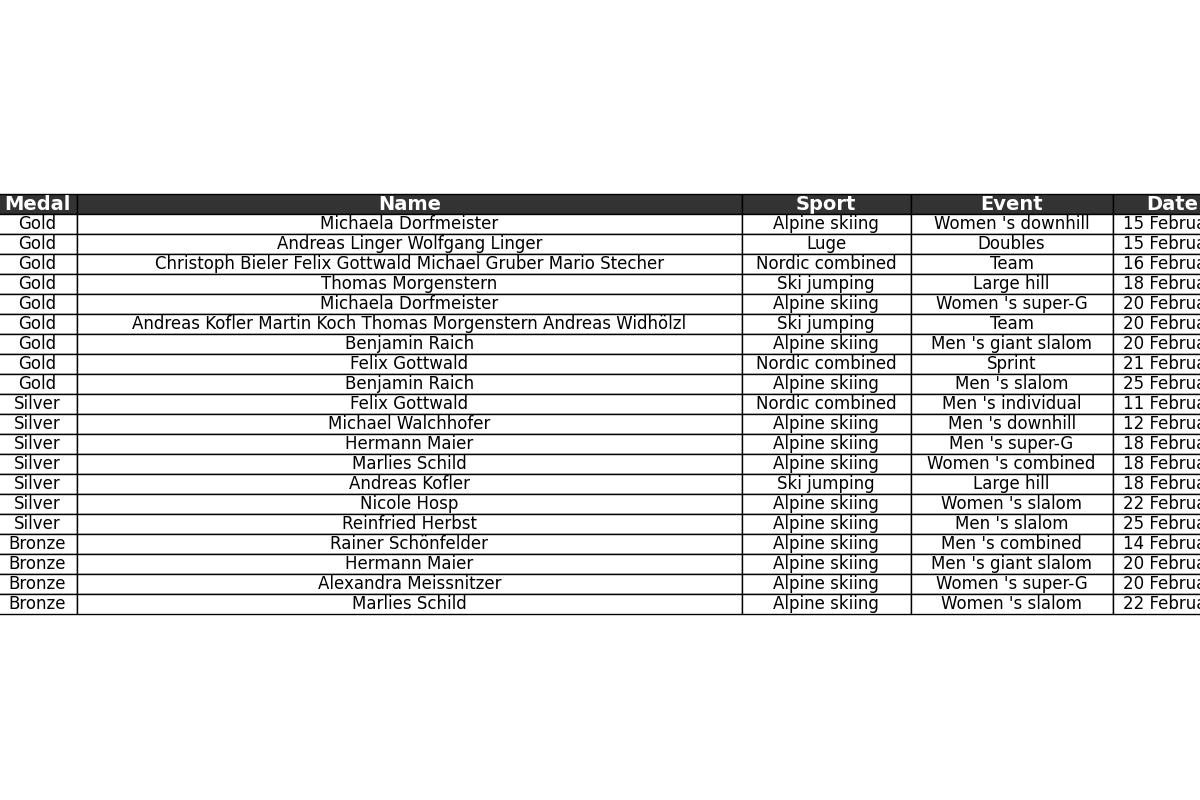 Medal Name Sport Event Date
Gold Michaela Dorfmeister Alpine skiing Women 's downhill 15 Februa
Gold Andreas Linger Wolfgang Linger Luge Doubles 15 Februa
Gold Christoph Bieler Felix Gottwald Michael Gruber Mario Stecher Nordic combined Team 16 Februa
Gold Thomas Morgenstern Ski jumping Large hill 18 Februa
Gold Michaela Dorfmeister Alpine skiing Women 's super-G 20 Februa
Gold Andreas Kofler Martin Koch Thomas Morgenstern Andreas Widhölzl Ski jumping Team 20 Februa
Gold Benjamin Raich Alpine skiing Men 's giant slalom 20 Februa
Gold Felix Gottwald Nordic combined Sprint 21 Februa
Gold Benjamin Raich Alpine skiing Men 's slalom 25 Februa
Silver Felix Gottwald Nordic combined Men 's individual 11 Februa
Silver Michael Walchhofer Alpine skiing Men 's downhill 12 Februa
Silver Hermann Maier Alpine skiing Men 's super-G 18 Februa
Silver Marlies Schild Alpine skiing Women 's combined 18 Februa
Silver Andreas Kofler Ski jumping Large hill 18 Februa
Silver Nicole Hosp Alpine skiing Women 's slalom 22 Februa
Silver Reinfried Herbst Alpine skiing Men 's slalom 25 Februa
Bronze Rainer Schönfelder Alpine skiing Men 's combined 14 Februa
Bronze Hermann Maier Alpine skiing Men 's giant slalom 20 Februa
Bronze Alexandra Meissnitzer Alpine skiing Women 's super-G 20 Februa
Bronze Marlies Schild Alpine skiing Women 's slalom 22 Februa